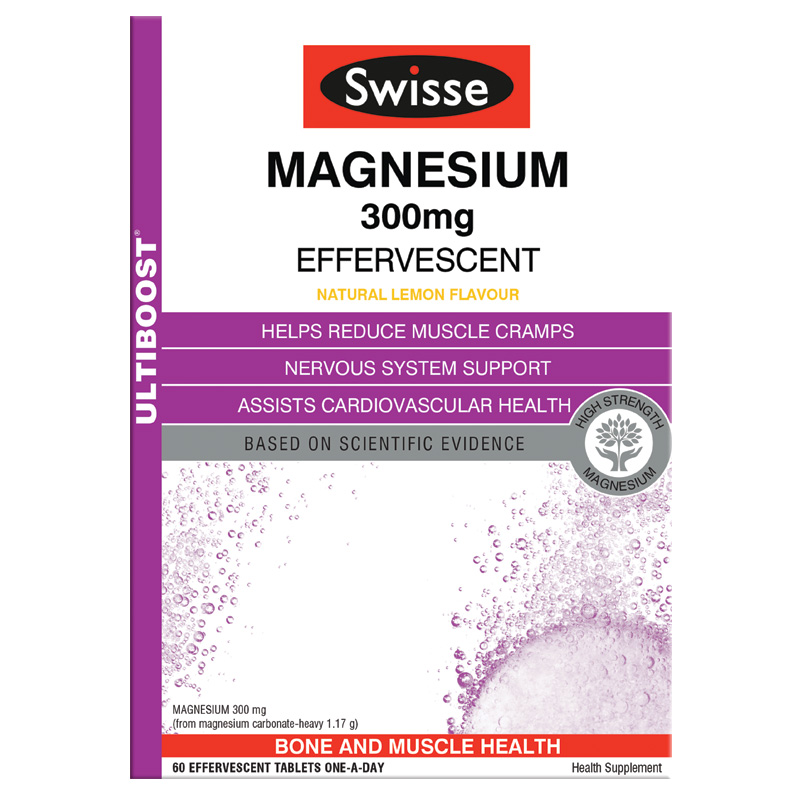 Swisse
MAGNESIUM
300mg
EFFERVESCENT
NATURAL LEMON FLAVOUR
ULTIBOOST®
HELPS REDUCE MUSCLE CRAMPS
NERVOUS SYSTEM SUPPORT
ASSISTS CARDIOVASCULAR HEALTH
HIGH STRENGTH
MAGNESIUM
BASED ON SCIENTIFIC EVIDENCE
MAGNESIUM 300 mg
(from magnesium carbonate-heavy 1.17 g)
BONE AND MUSCLE HEALTH
60 EFFERVESCENT TABLETS ONE-A-DAY
Health Supplement